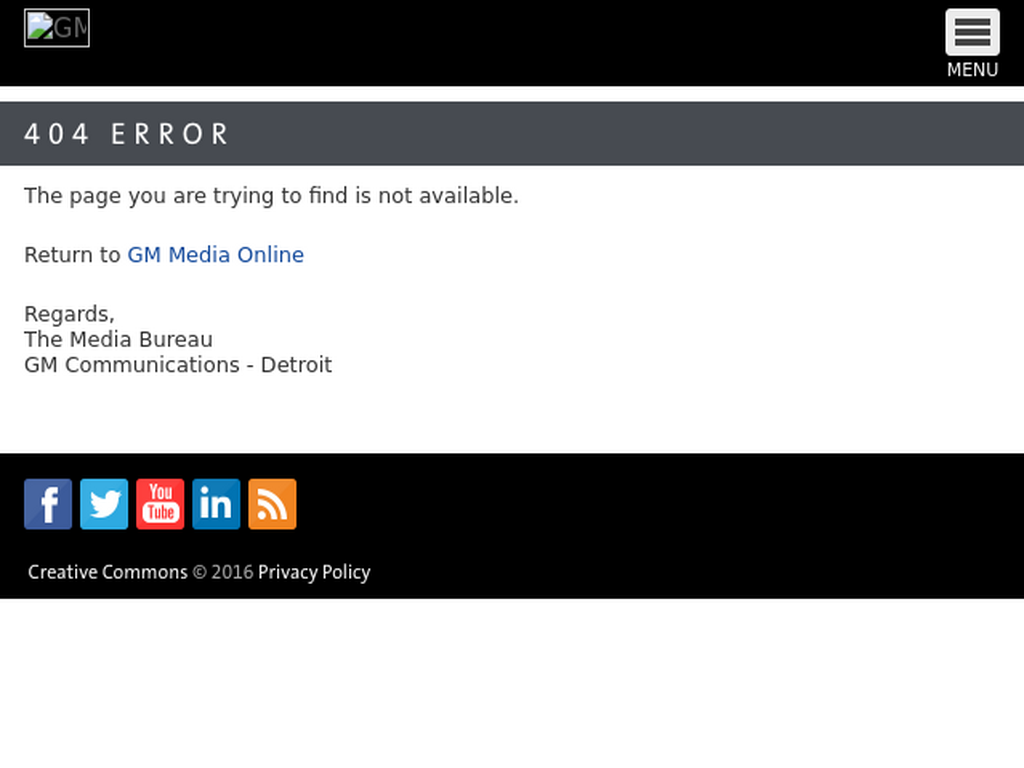 GM
MENU
404 ERROR
The page you are trying to find is not available.
Return to GM Media Online
Regards,
The Media Bureau
GM Communications - Detroit
f You Tube in
Creative Commons © 2016 Privacy Policy